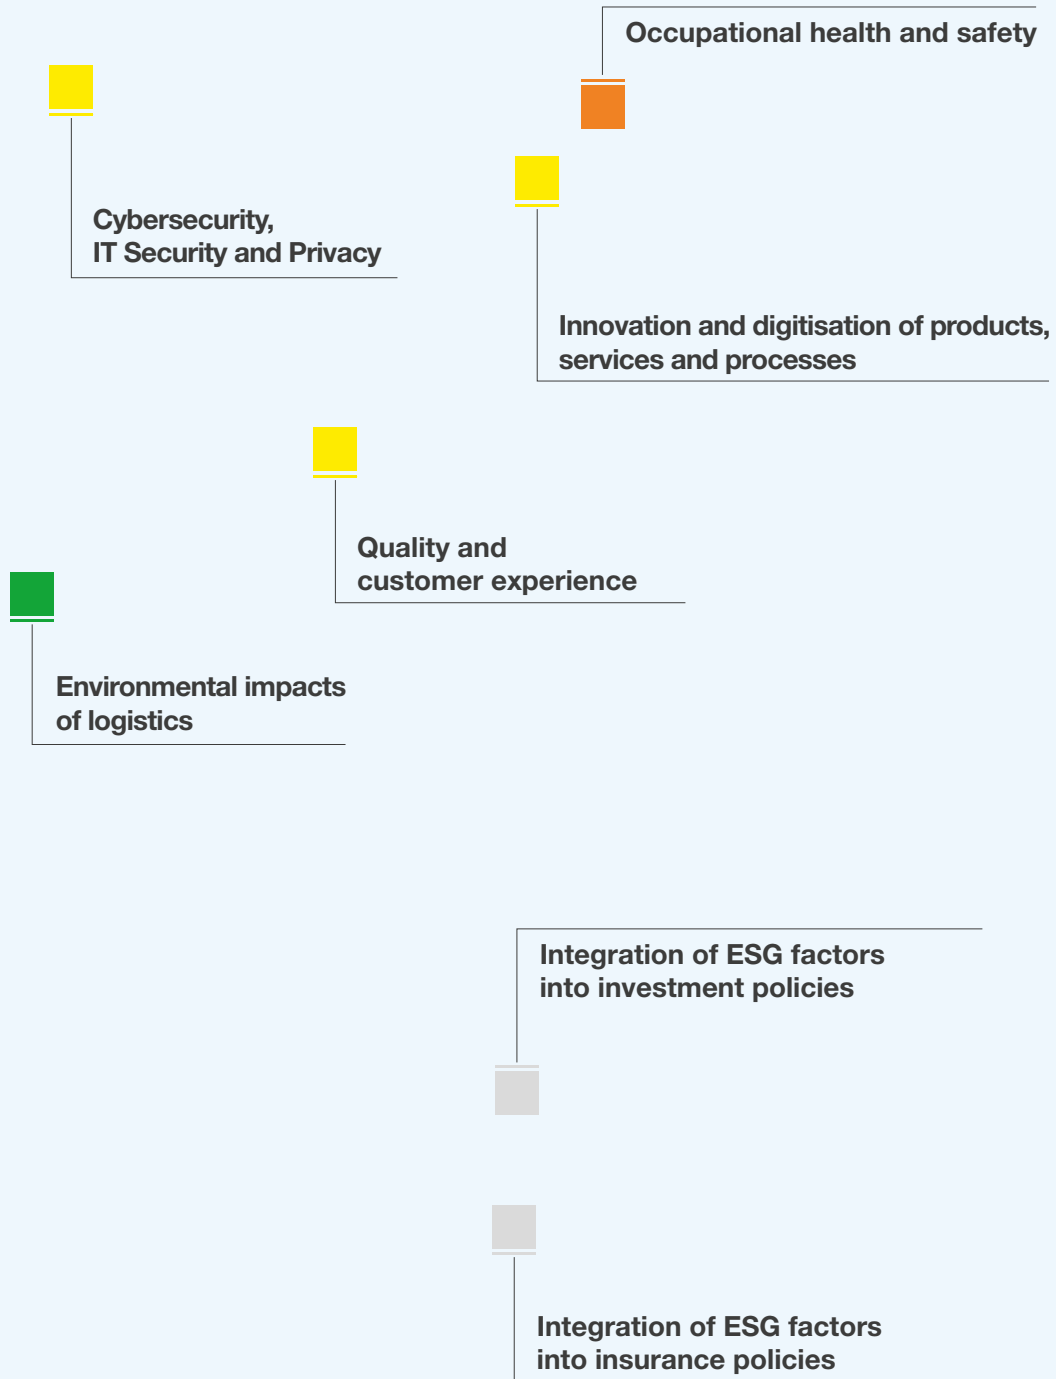 Occupational health and safety
Cybersecurity,
IT Security and Privacy
Innovation and digitisation of products,
services and processes
Quality and
customer experience
Environmental impacts
of logistics
Integration of ESG factors
into investment policies
Integration of ESG factors
into insurance policies